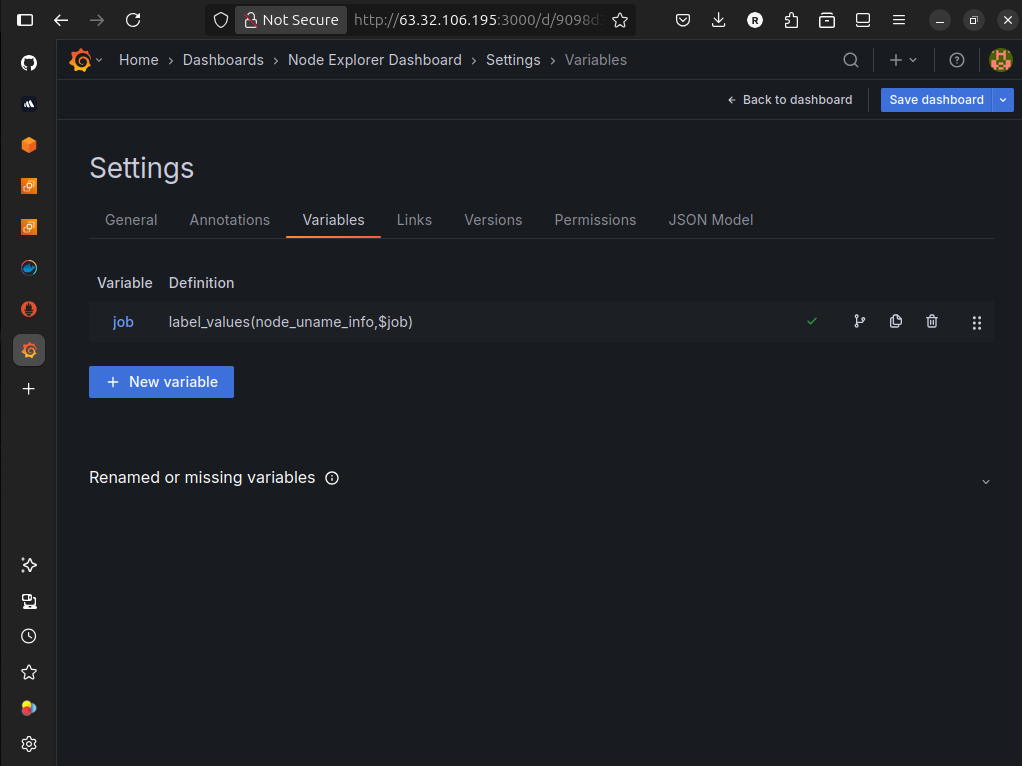 Not Secure http://63.32.106.195:3000/d/9098d
R
Home › Dashboards › Node Explorer Dashboard › Settings › Variables
Back to dashboard
Save dashboard
Settings
General Annotations Variables Links Versions Permissions JSON Model
Variable Definition
job label_values(node_uname_info,$job)
+ New variable
Renamed or missing variables